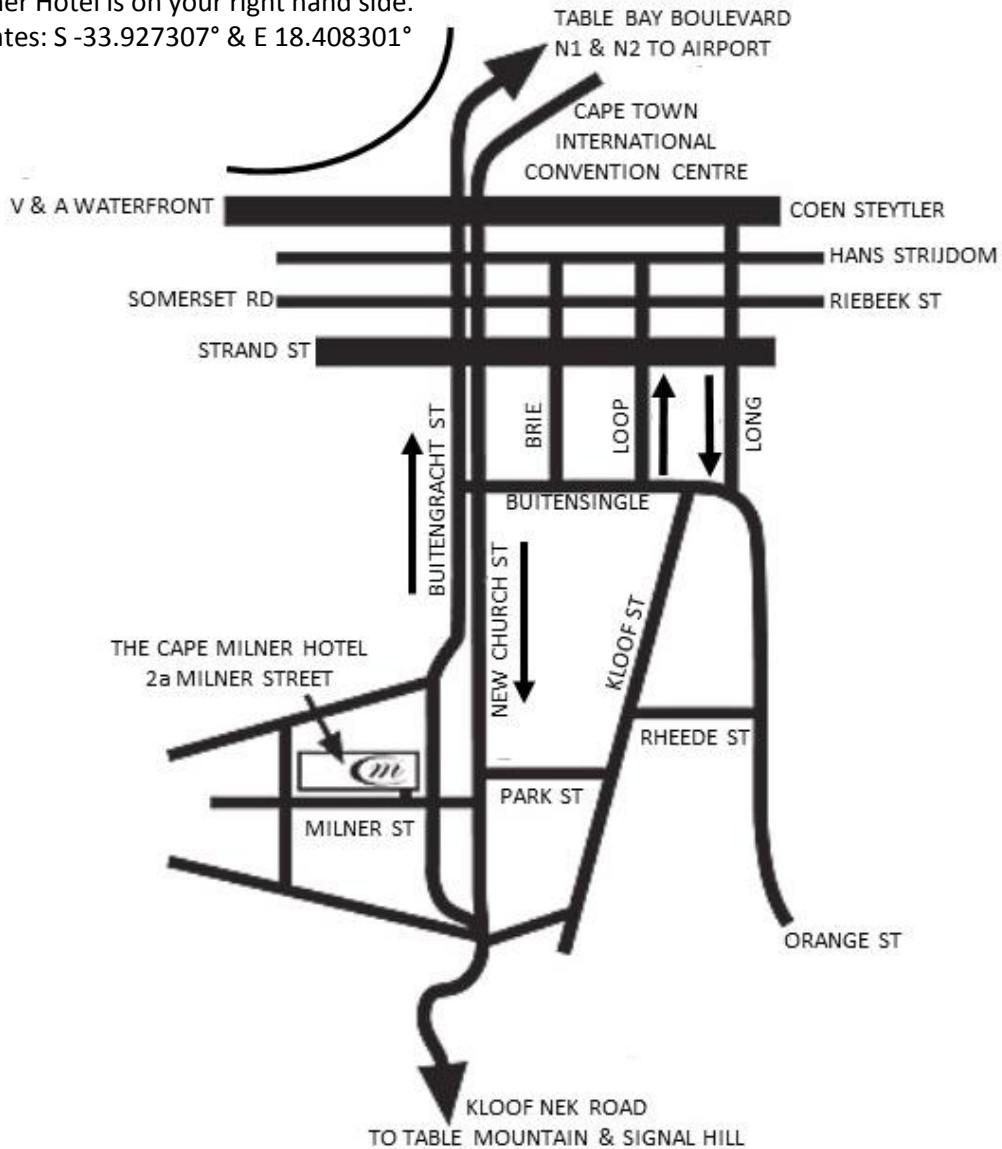 ner Hotel is on your right hand side.
ates: S -33.927307° & E 18.408301°
TABLE BAY BOULEVARD
N1 & N2 TO AIRPORT
CAPE TOWN
INTERNATIONAL
CONVENTION CENTRE
V & A WATERFRONT
COEN STEYTLER
HANS STRIJDOM
SOMERSET RD
RIEBEEK ST
STRAND ST
BRIE
LOOP
LONG
BUITENGRACHT ST
BUITENSINGLE
NEW CHURCH ST
KLOOF ST
THE CAPE MILNER HOTEL
2a MILNER STREET
m
RHEEDE ST
PARK ST
MILNER ST
ORANGE ST
KLOOF NEK ROAD
TO TABLE MOUNTAIN & SIGNAL HILL